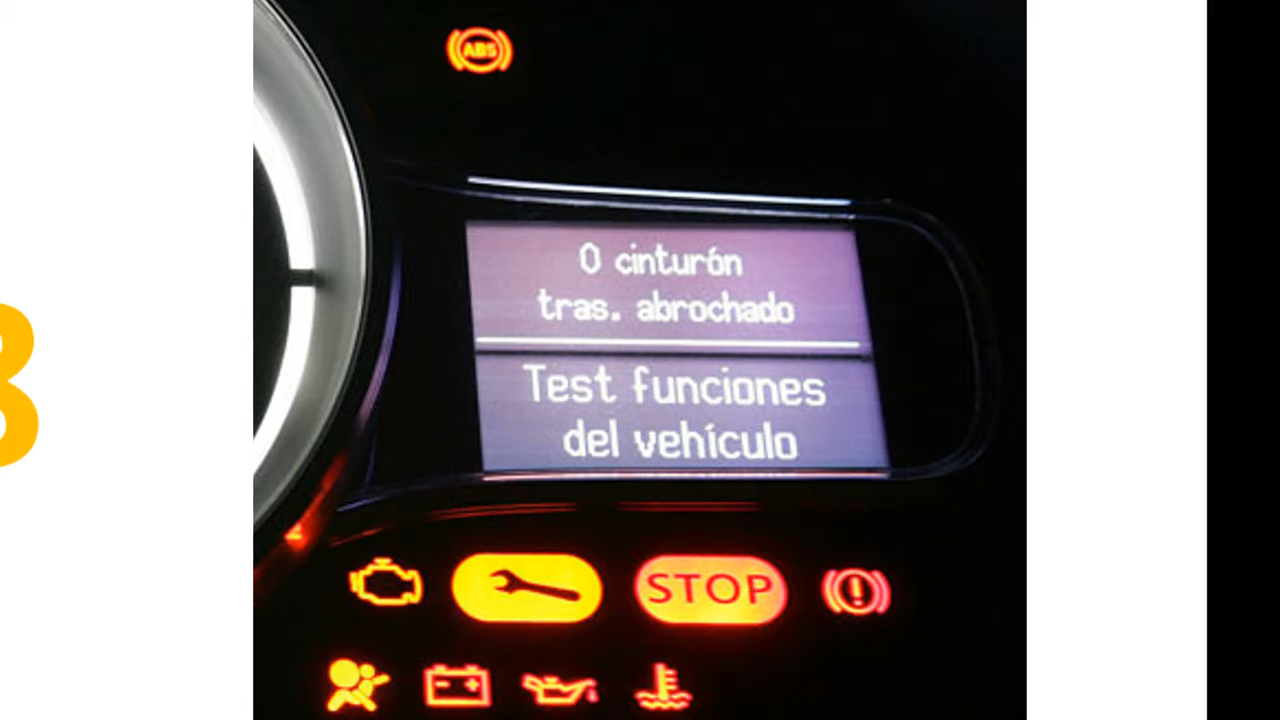 ABS
0 cinturón
tras. abrochado
Test funciones
del vehículo
STOP